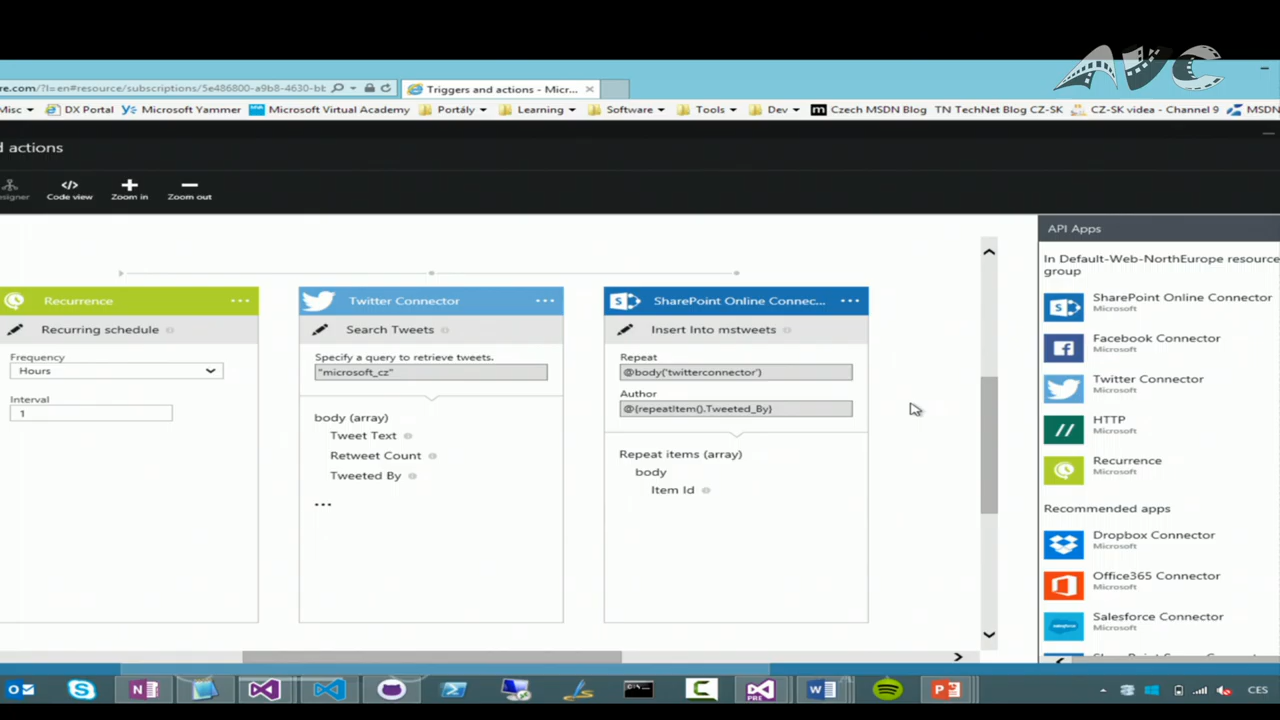 AVC
re.com/?l=en#resource/subscriptions/5e486800-a9b8-4630-bb
Triggers and actions - Micr...
Misc
DX Portal
Microsoft Yammer
Microsoft Virtual Academy
Portály
Learning
Software
Tools
Dev
Czech MSDN Blog
TN TechNet Blog CZ-SK
CZ-SK videa - Channel 9
MSDN
d actions
signer
Code view
Zoom in
Zoom out
API Apps
In Default-Web-NorthEurope resource
group
Recurrence
Recurring schedule
Frequency
Hours
Interval
1
Twitter Connector
Search Tweets
Specify a query to retrieve tweets.
"microsoft_cz"
body (array)
Tweet Text
Retweet Count
Tweeted By
...
SharePoint Online Connec...
Insert Into mstweets
Repeat
@body('twitterconnector')
Author
@{repeatItem().Tweeted_By}
Repeat items (array)
body
Item Id
SharePoint Online Connector
Microsoft
Facebook Connector
Microsoft
Twitter Connector
Microsoft
HTTP
Microsoft
Recurrence
Microsoft
Recommended apps
Dropbox Connector
Microsoft
Office365 Connector
Microsoft
Salesforce Connector
Microsoft
CES